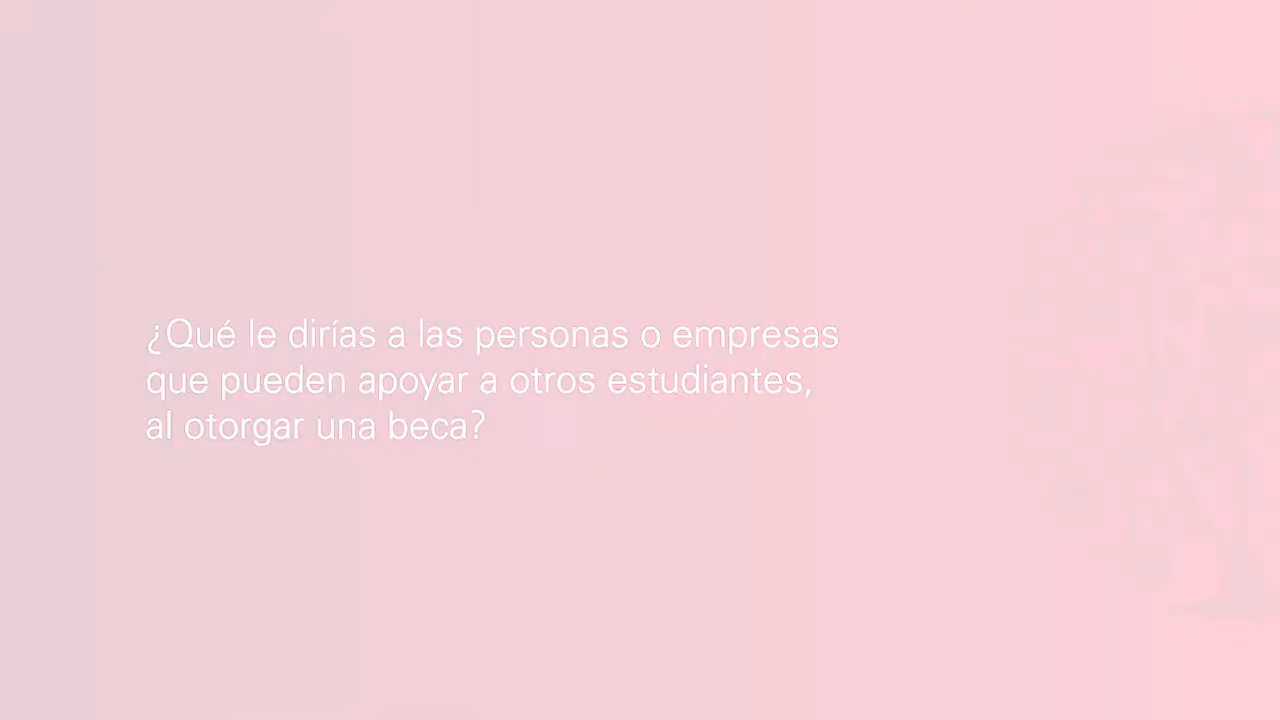 ¿Qué le dirías a las personas o empresas
que pueden apoyar a otros estudiantes,
al otorgar una beca?